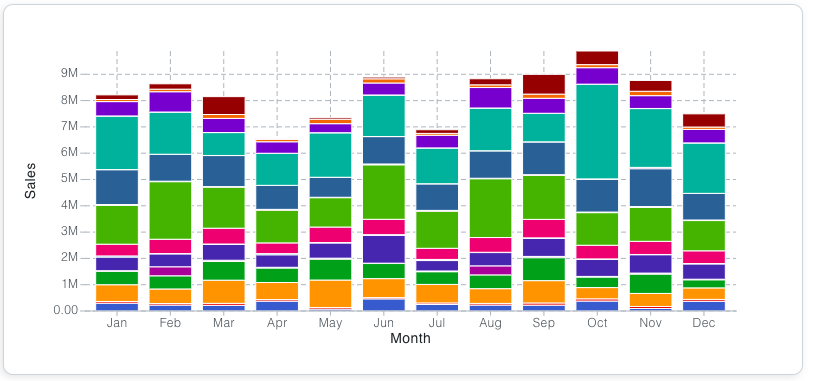 Sales
9M
8M
7M
6M
5M
4M
3M
2M
1M
0.00
Jan Feb Mar Apr May Jun Jul Aug Sep Oct Nov Dec
Month